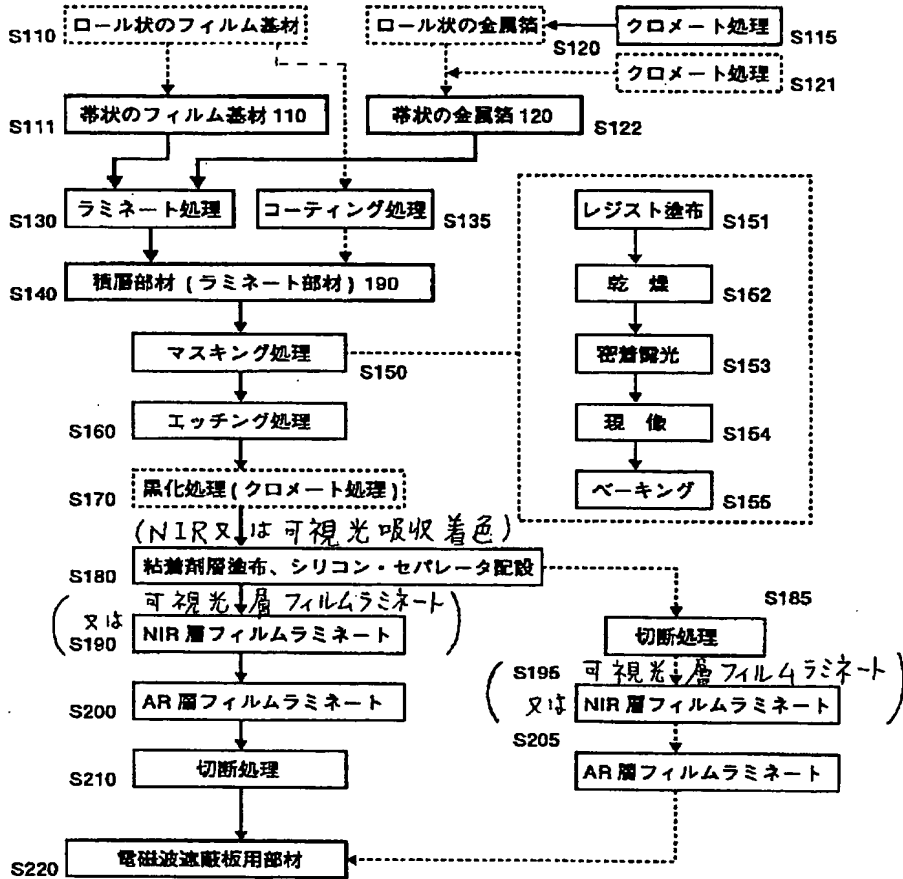 S110 ロール状のフィルム基材
ロール状の金属箔 S120
クロメート処理 S115
クロメート処理 S121
S111 帯状のフィルム基材 110
帯状の金属箔 120 S122
S130 ラミネート処理
コーティング処理 S135
S140 積層部材 (ラミネート部材) 190
マスキング処理 S150
S160 エッチング処理
S170 黒化処理 (クロメート処理)
(NIR又は可視光吸収着色)
S180 粘着剤層塗布、シリコン・セパレータ配設
(又は 可視光層フィルムラミネート)
S190 NIR 層フィルムラミネート
S200 AR 層フィルムラミネート
S210 切断処理
S220 電磁波遮蔽板用部材
レジスト塗布 S151
乾 燥 S152
密着露光 S153
現 像 S154
ベーキング S155
S185
切断処理
S195 (可視光層フィルムラミネート
又は NIR 層フィルムラミネート)
S205
AR 層フィルムラミネート